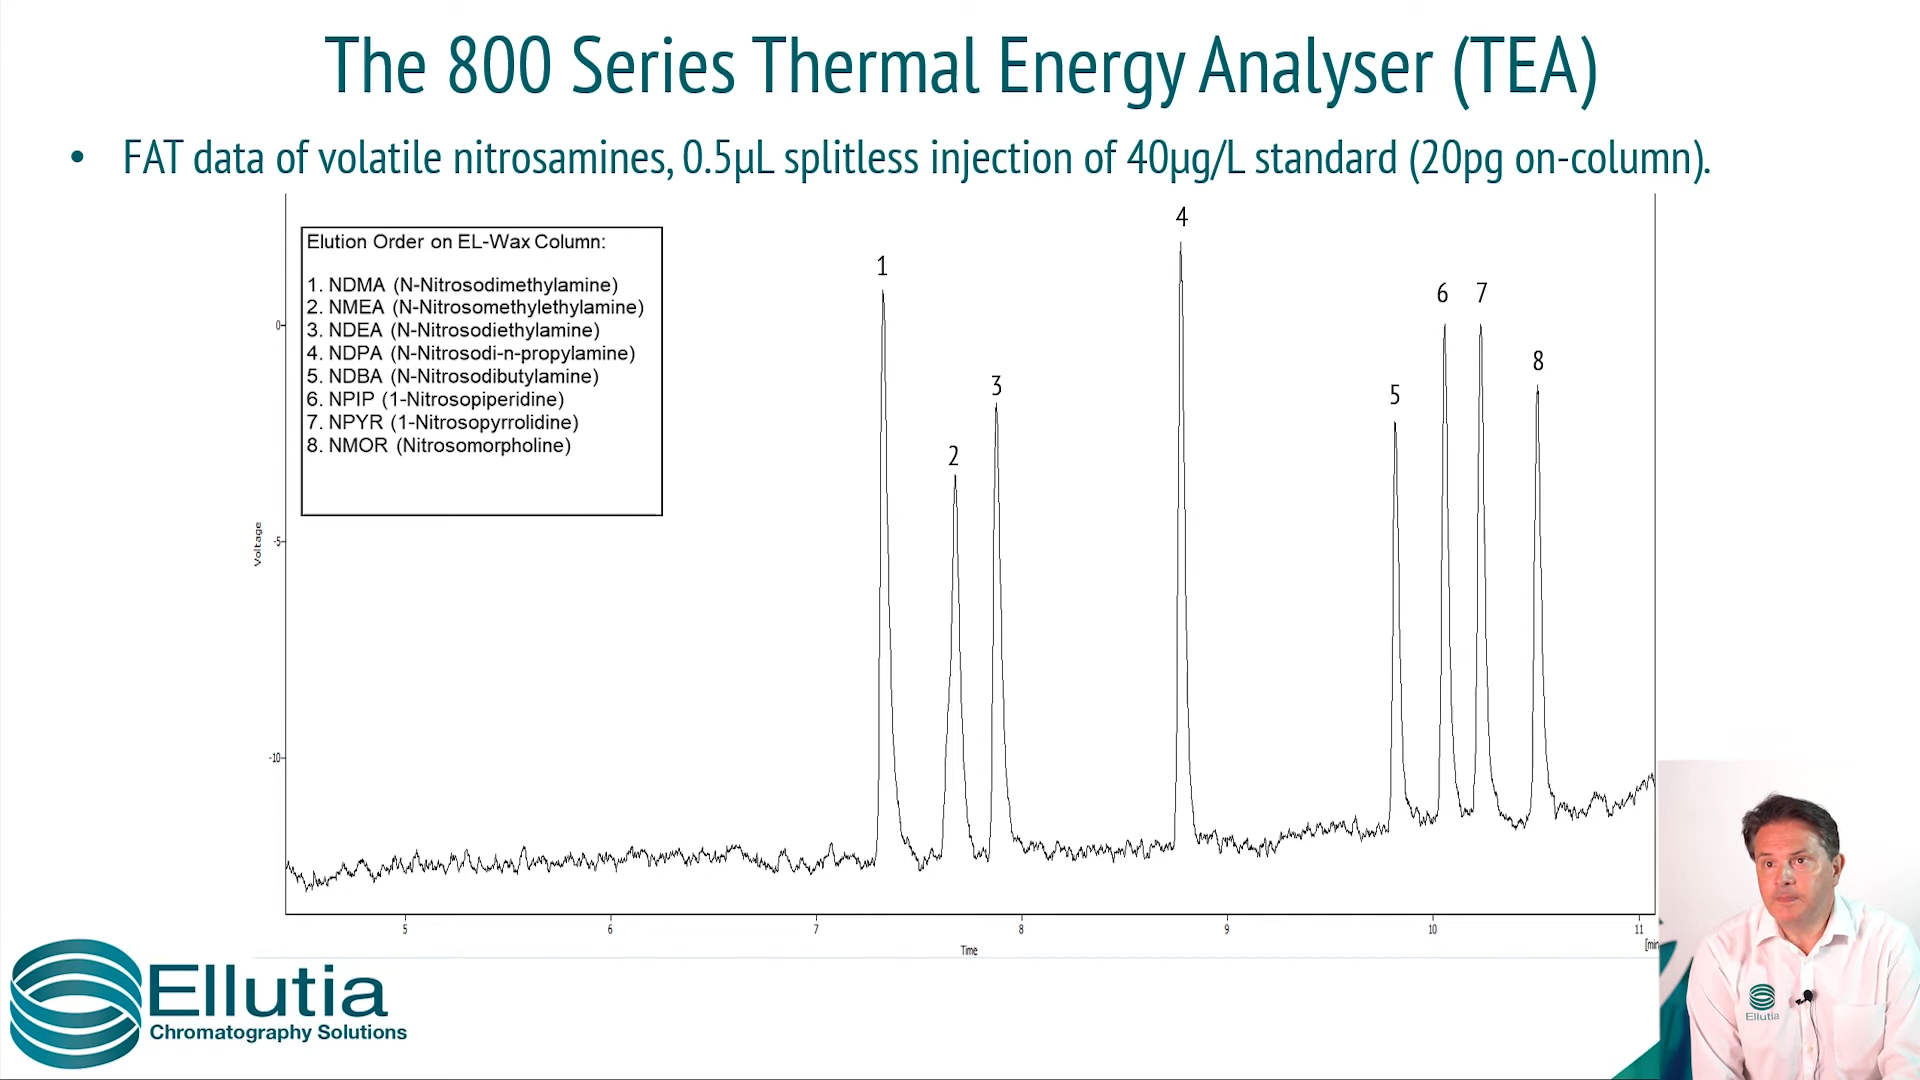 The 800 Series Thermal Energy Analyser (TEA)
• FAT data of volatile nitrosamines, 0.5µL splitless injection of 40µg/L standard (20pg on-column).
Elution Order on EL-Wax Column:
1. NDMA (N-Nitrosodimethylamine)
2. NMEA (N-Nitrosomethylethylamine)
3. NDEA (N-Nitrosodiethylamine)
4. NDPA (N-Nitrosodi-n-propylamine)
5. NDBA (N-Nitrosodibutylamine)
6. NPIP (1-Nitrosopiperidine)
7. NPYR (1-Nitrosopyrrolidine)
8. NMOR (Nitrosomorpholine)
1
2
3
4
5
6
7
8
0
-5
-10
Voltage
5
6
7
8
9
10
11
Time
[min
Ellutia
Chromatography Solutions
Ellutia